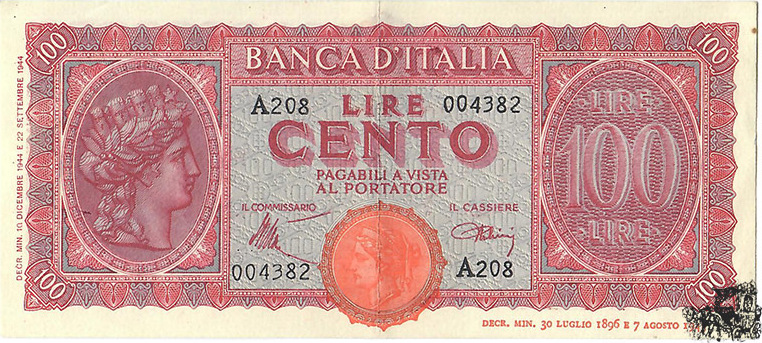 100
100
BANCA D'ITALIA
A208 LIRE 004382
CENTO
PAGABILI A VISTA
AL PORTATORE
IL COMMISSARIO
IL CASSIERE
004382
A208
LIRE
100
LIRE
100
100
DECR. MIN. 10 DICEMBRE 1944 E 22 SETTEMBRE 1944
DECR. MIN. 30 LUGLIO 1896 E 7 AGOSTO